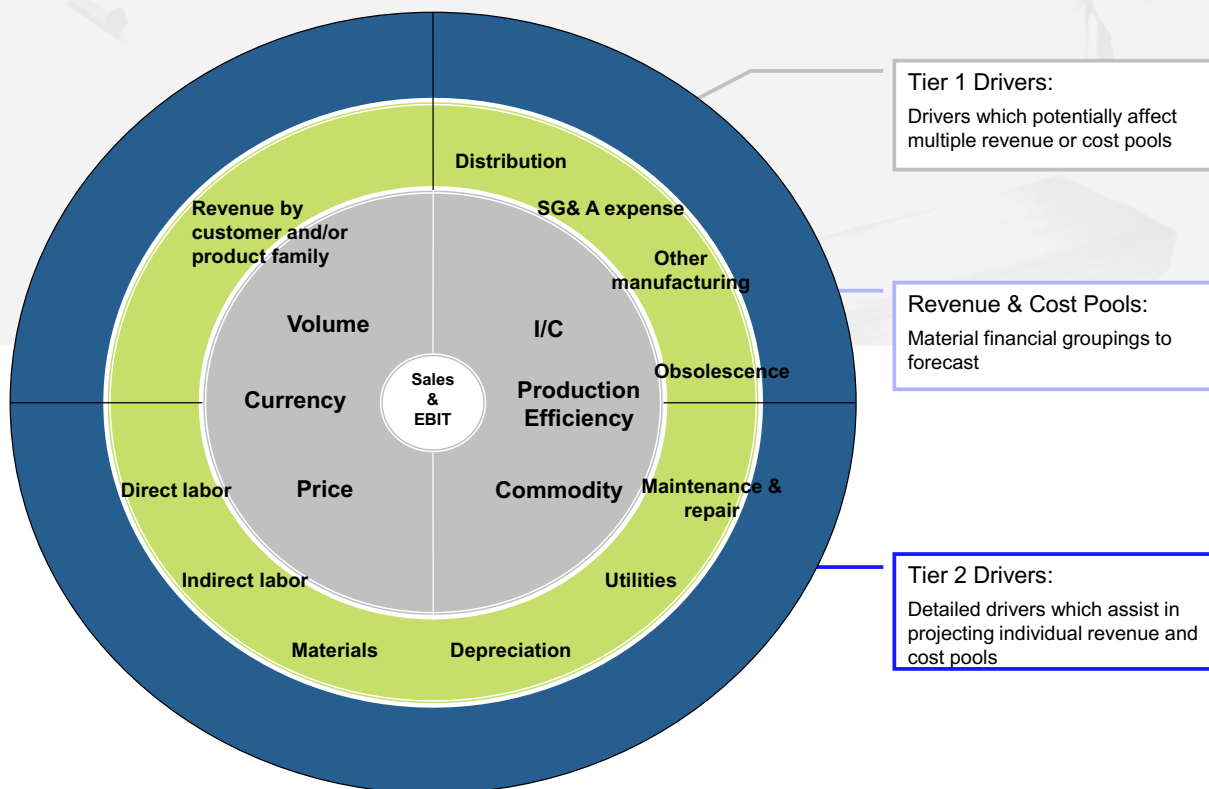 Distribution
SG& A expense
Revenue by
customer and/or
product family
Other
manufacturing
Volume
I/C
Obsolescence
Sales
&
EBIT
Currency
Production
Efficiency
Direct labor
Price
Commodity
Maintenance &
repair
Indirect labor
Utilities
Materials
Depreciation
Tier 1 Drivers:
Drivers which potentially affect
multiple revenue or cost pools
Revenue & Cost Pools:
Material financial groupings to
forecast
Tier 2 Drivers:
Detailed drivers which assist in
projecting individual revenue and
cost pools